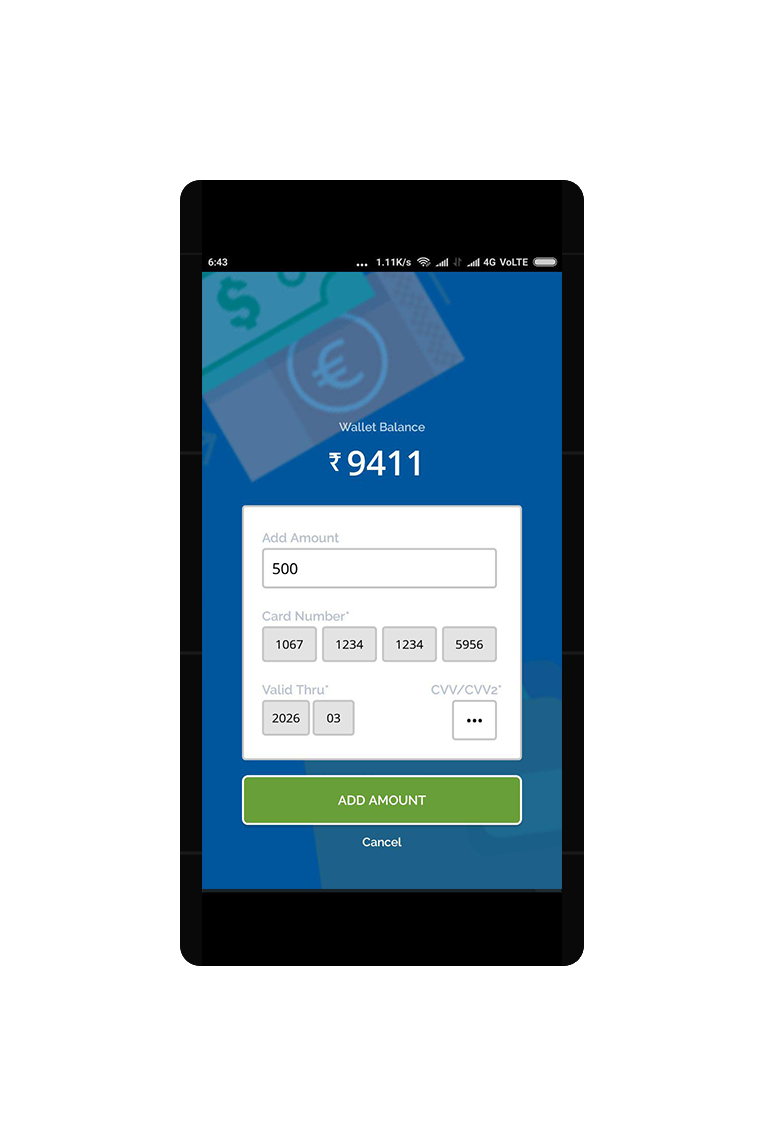 6:43 ... 1.11K/s 4G VoLTE
$
€
Wallet Balance
₹ 9411
Add Amount
500
Card Number*
1067 1234 1234 5956
Valid Thru* CVV/CVV2*
2026 03 •••
ADD AMOUNT
Cancel